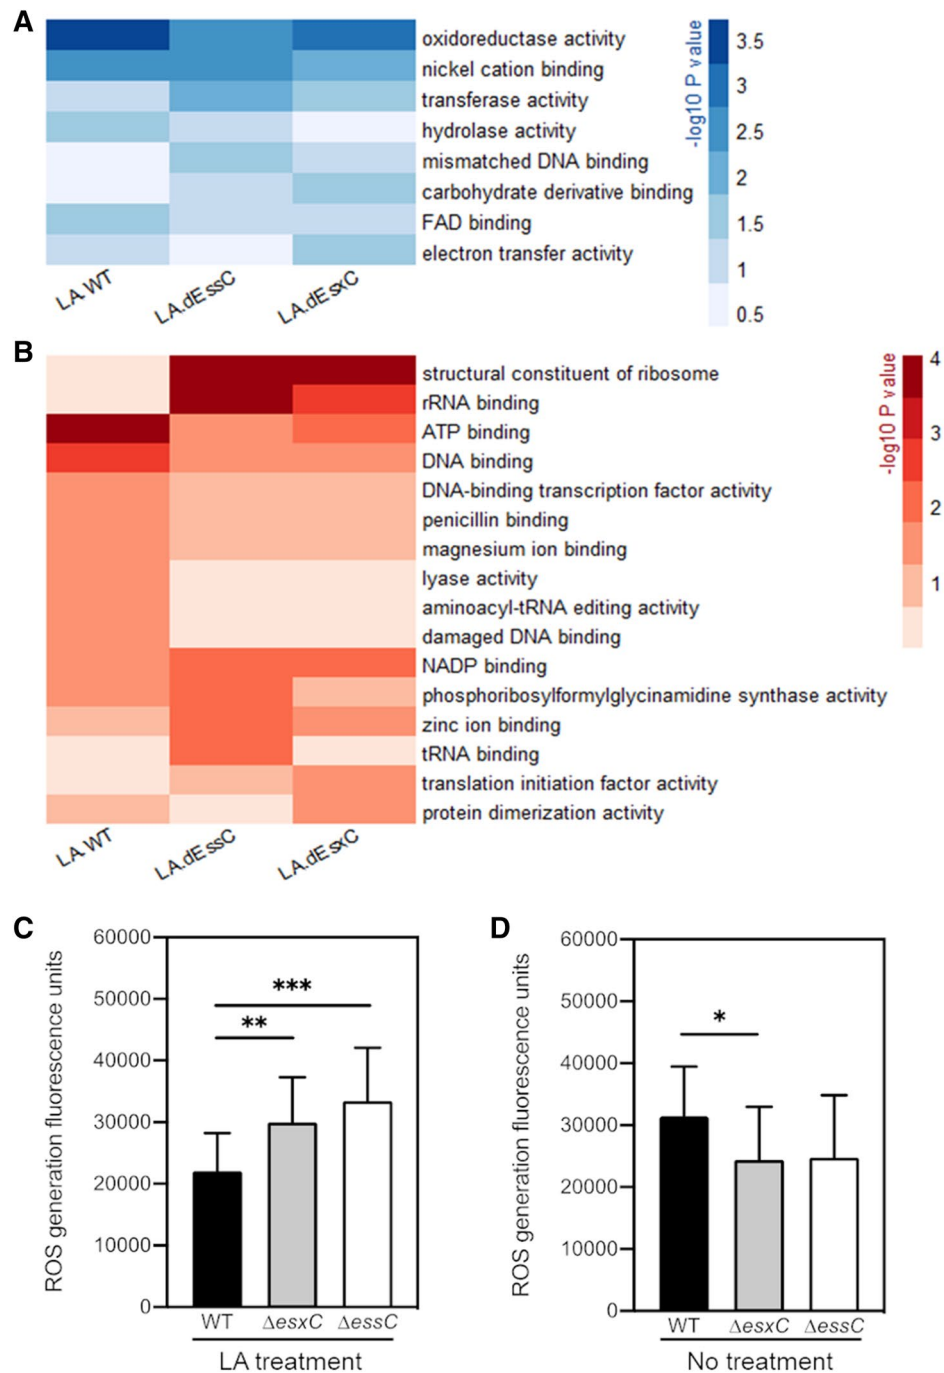 A
oxidoreductase activity
nickel cation binding
transferase activity
hydrolase activity
mismatched DNA binding
carbohydrate derivative binding
FAD binding
electron transfer activity
LA.WT
LA.dEssC
LA.dEsxC
-log10 P value
3.5
3
2.5
2
1.5
1
0.5
B
structural constituent of ribosome
rRNA binding
ATP binding
DNA binding
DNA-binding transcription factor activity
penicillin binding
magnesium ion binding
lyase activity
aminoacyl-tRNA editing activity
damaged DNA binding
NADP binding
phosphoribosylformylglycinamidine synthase activity
zinc ion binding
tRNA binding
translation initiation factor activity
protein dimerization activity
LA.WT
LA.dEssC
LA.dEsxC
-log10 P value
4
3
2
1
C
ROS generation fluorescence units
60000
50000
40000
30000
20000
10000
0
***
**
WT
ΔesxC
ΔessC
LA treatment
D
ROS generation fluorescence units
60000
50000
40000
30000
20000
10000
0
*
WT
ΔesxC
ΔessC
No treatment